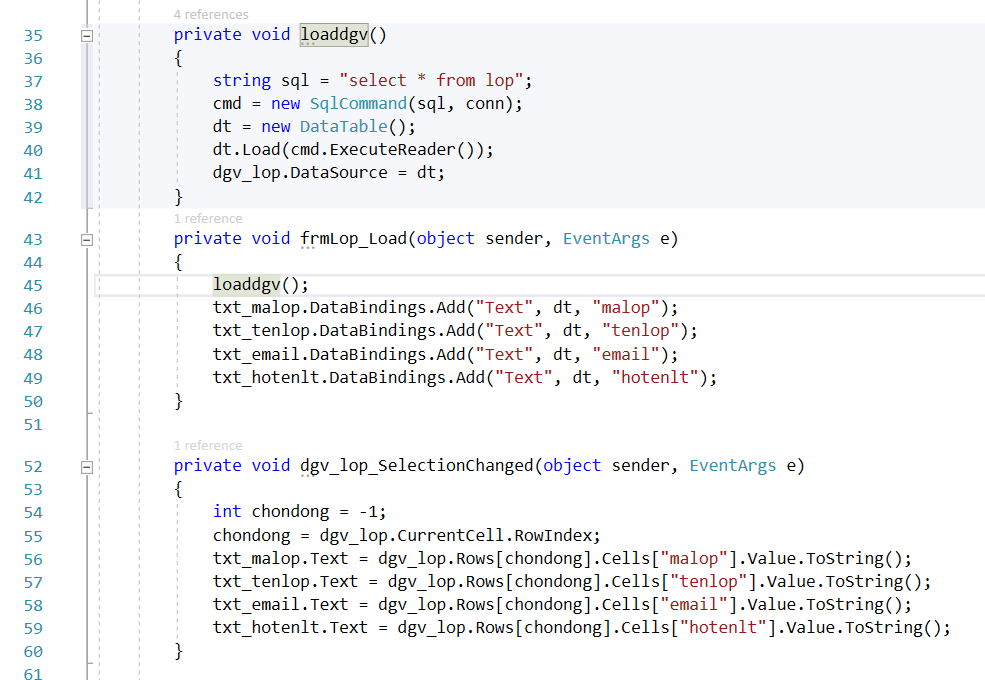 4 references
35 private void loaddgv()
36 {
37 string sql = "select * from lop";
38 cmd = new SqlCommand(sql, conn);
39 dt = new DataTable();
40 dt.Load(cmd.ExecuteReader());
41 dgv_lop.DataSource = dt;
42 }
1 reference
43 private void frmLop_Load(object sender, EventArgs e)
44 {
45 loaddgv();
46 txt_malop.DataBindings.Add("Text", dt, "malop");
47 txt_tenlop.DataBindings.Add("Text", dt, "tenlop");
48 txt_email.DataBindings.Add("Text", dt, "email");
49 txt_hotenlt.DataBindings.Add("Text", dt, "hotenlt");
50 }
51
1 reference
52 private void dgv_lop_SelectionChanged(object sender, EventArgs e)
53 {
54 int chondong = -1;
55 chondong = dgv_lop.CurrentCell.RowIndex;
56 txt_malop.Text = dgv_lop.Rows[chondong].Cells["malop"].Value.ToString();
57 txt_tenlop.Text = dgv_lop.Rows[chondong].Cells["tenlop"].Value.ToString();
58 txt_email.Text = dgv_lop.Rows[chondong].Cells["email"].Value.ToString();
59 txt_hotenlt.Text = dgv_lop.Rows[chondong].Cells["hotenlt"].Value.ToString();
60 }
61